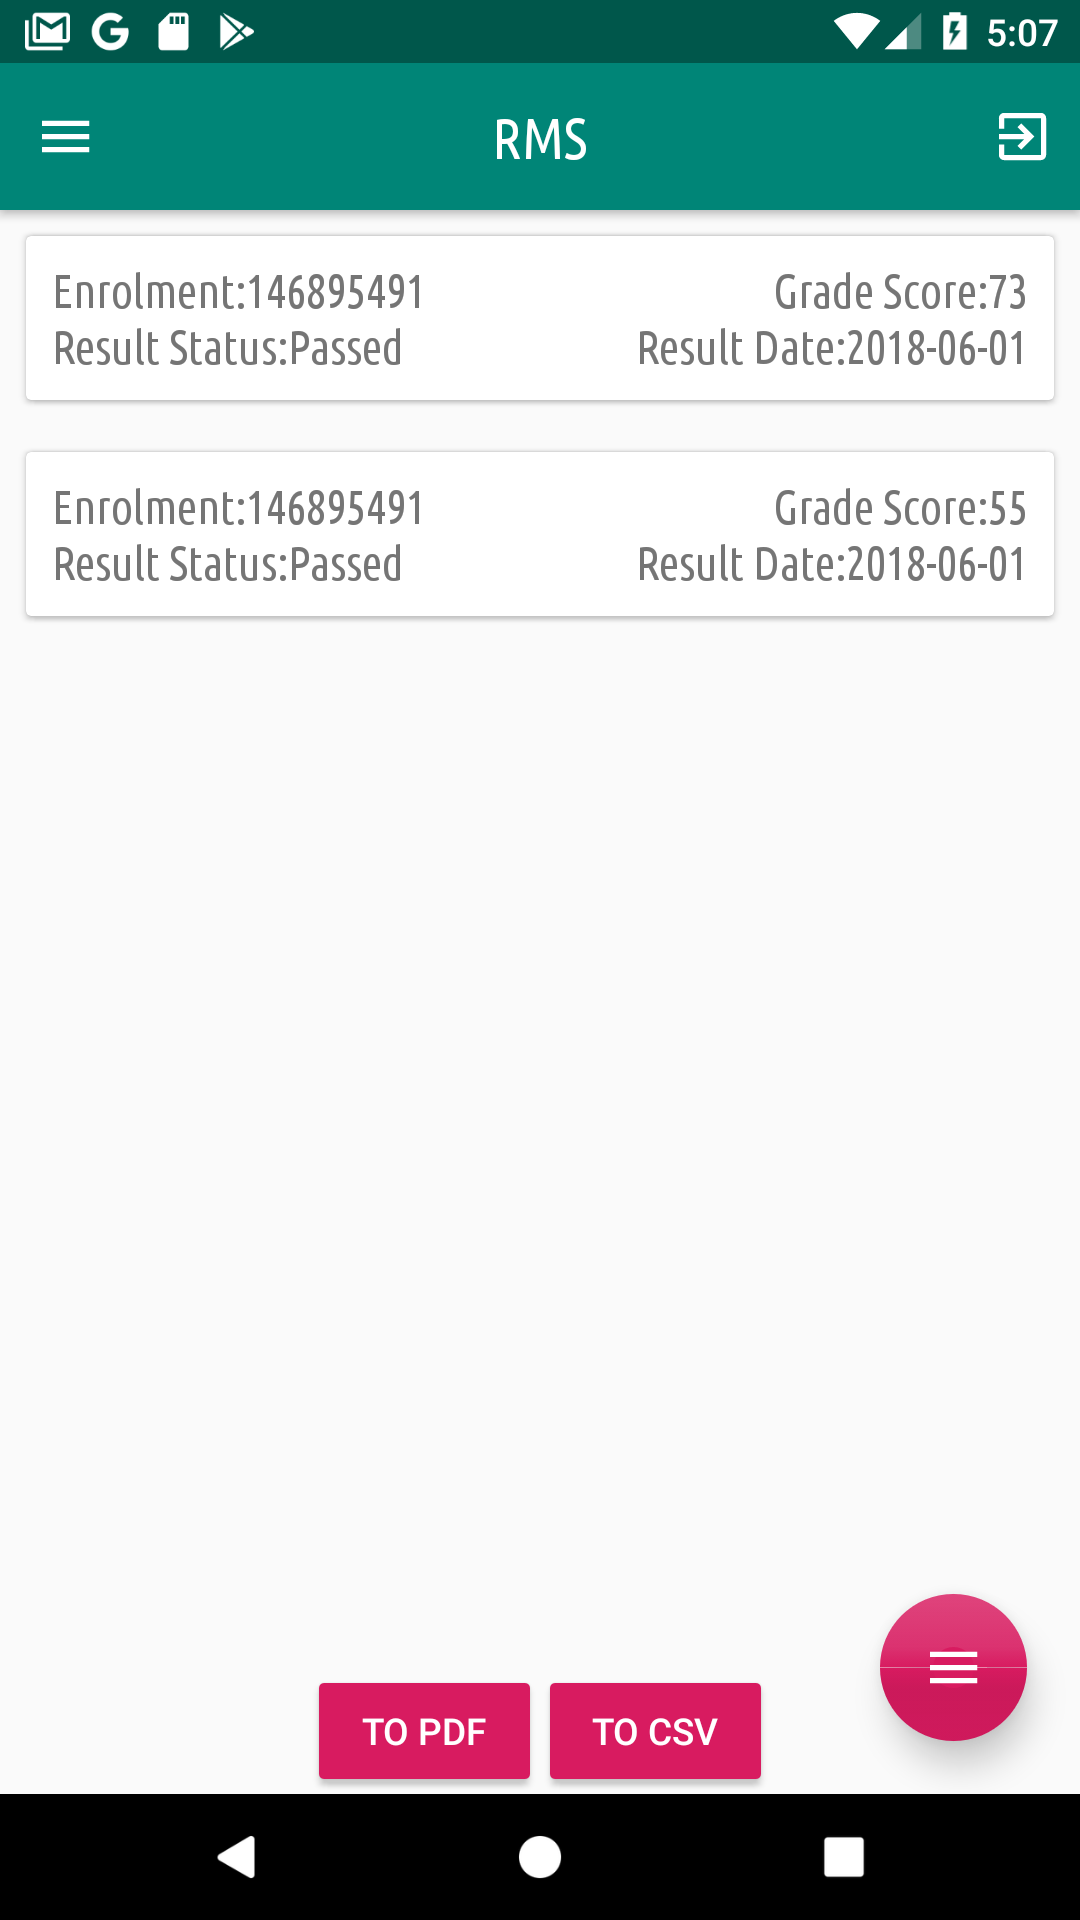 5:07
RMS
Enrolment:146895491 Grade Score:73
Result Status:Passed Result Date:2018-06-01
Enrolment:146895491 Grade Score:55
Result Status:Passed Result Date:2018-06-01
TO PDF TO CSV